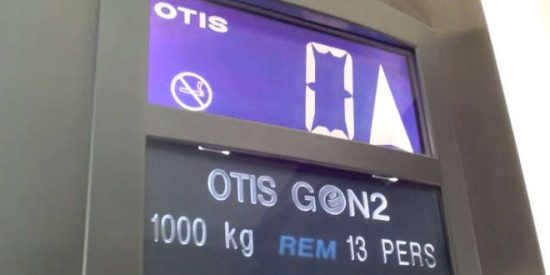 OTIS
0
OTIS GeN2
1000 kg REM 13 PERS